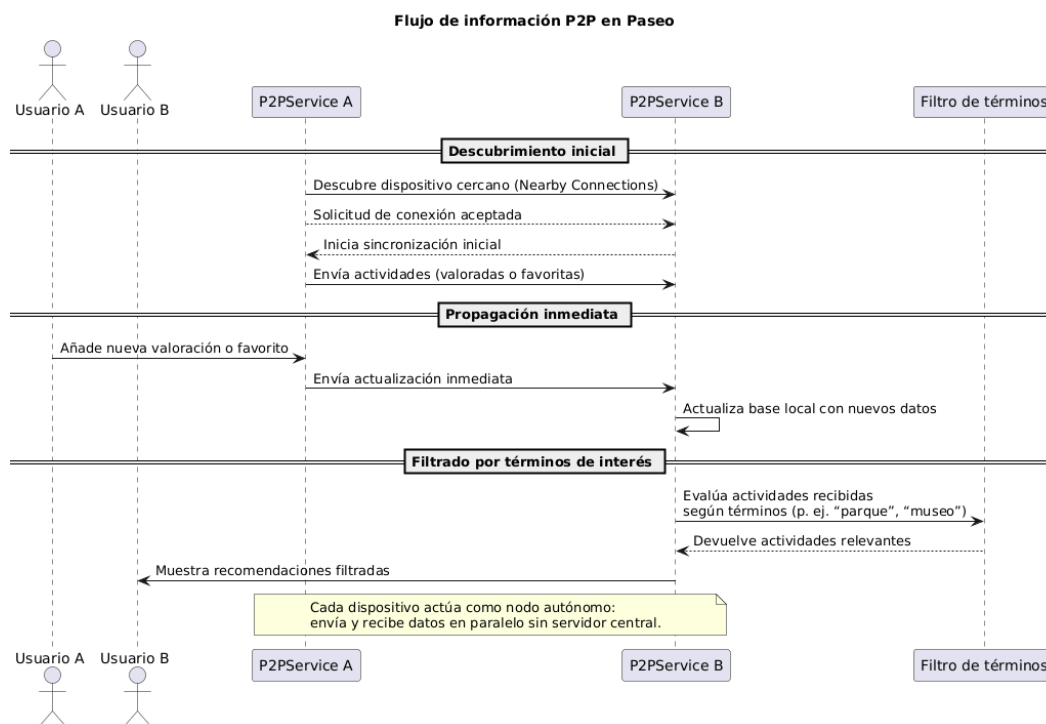 Flujo de información P2P en Paseo
Usuario A
Usuario B
P2PService A
P2PService B
Filtro de términos
Descubrimiento inicial
Descubre dispositivo cercano (Nearby Connections)
Solicitud de conexión aceptada
Inicia sincronización inicial
Envía actividades (valoradas o favoritas)
Propagación inmediata
Añade nueva valoración o favorito
Envía actualización inmediata
Actualiza base local con nuevos datos
Filtrado por términos de interés
Evalúa actividades recibidas
según términos (p. ej. “parque”, “museo”)
Devuelve actividades relevantes
Muestra recomendaciones filtradas
Cada dispositivo actúa como nodo autónomo:
envía y recibe datos en paralelo sin servidor central.
Usuario A
Usuario B
P2PService A
P2PService B
Filtro de términos